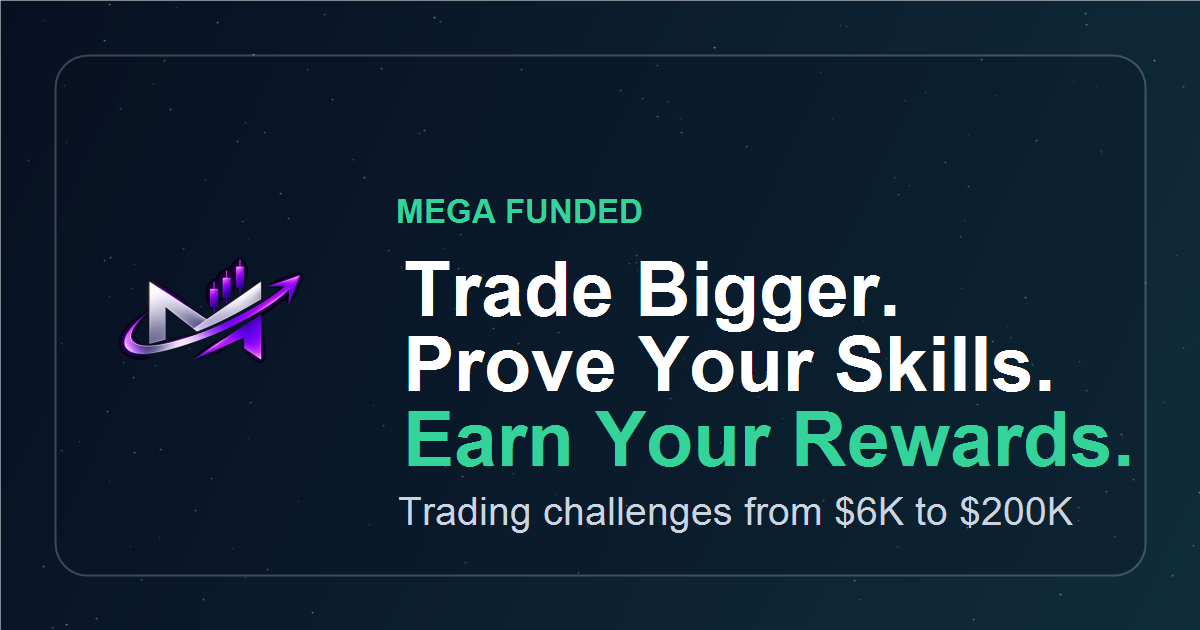 MEGA FUNDED
Trade Bigger.
Prove Your Skills.
Earn Your Rewards.
Trading challenges from $6K to $200K